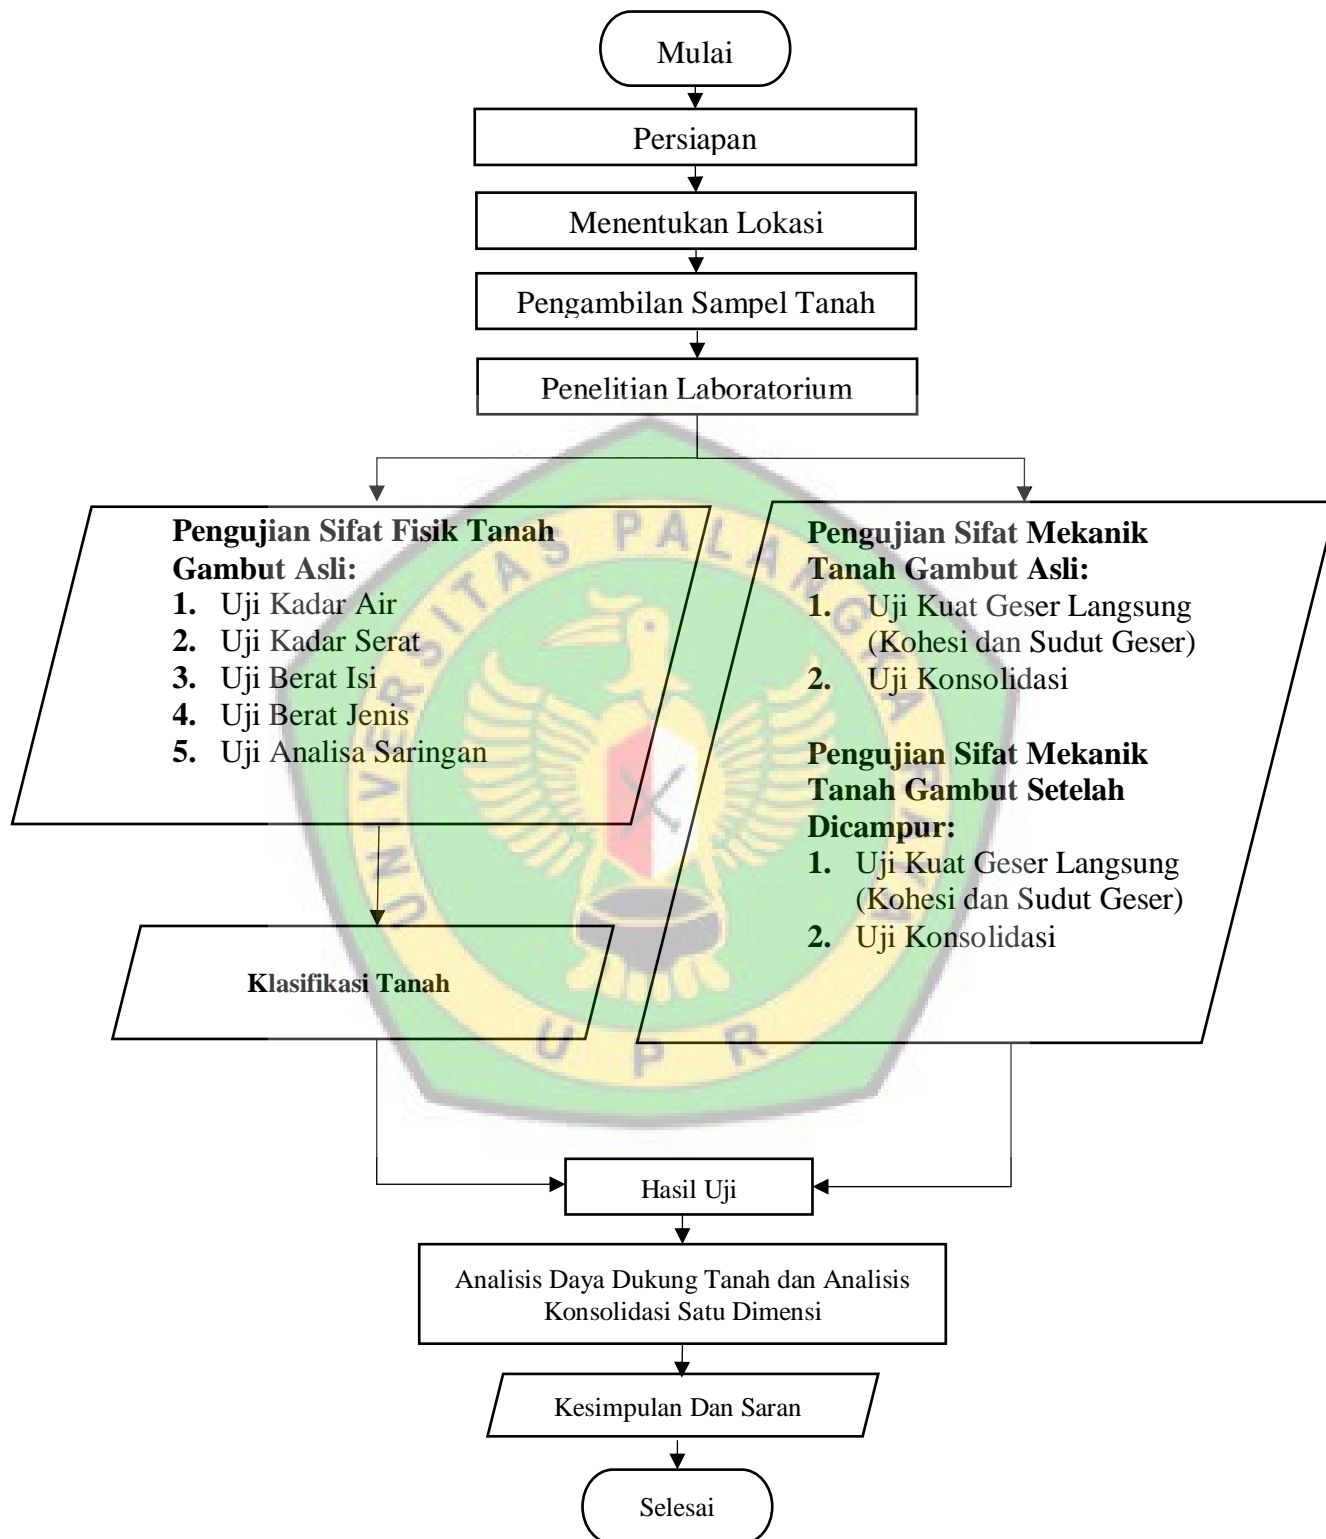 Mulai
Persiapan
Menentukan Lokasi
Pengambilan Sampel Tanah
Penelitian Laboratorium
Pengujian Sifat Fisik Tanah
Gambut Asli:
1. Uji Kadar Air
2. Uji Kadar Serat
3. Uji Berat Isi
4. Uji Berat Jenis
5. Uji Analisa Saringan
Klasifikasi Tanah
Pengujian Sifat Mekanik
Tanah Gambut Asli:
1. Uji Kuat Geser Langsung
(Kohesi dan Sudut Geser)
2. Uji Konsolidasi
Pengujian Sifat Mekanik
Tanah Gambut Setelah
Dicampur:
1. Uji Kuat Geser Langsung
(Kohesi dan Sudut Geser)
2. Uji Konsolidasi
UNIVERSITAS PALANGKA RAYA
UPR
Hasil Uji
Analisis Daya Dukung Tanah dan Analisis
Konsolidasi Satu Dimensi
Kesimpulan Dan Saran
Selesai